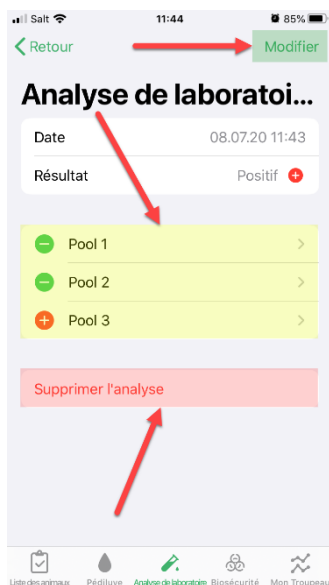 Salt 11:44 85%
Retour Modifier
Analyse de laboratoi...
Date 08.07.20 11:43
Résultat Positif
Pool 1
Pool 2
Pool 3
Supprimer l'analyse
Liste des animaux Pédiluve Analyse de laboratoire Biosécurité Mon Troupeau